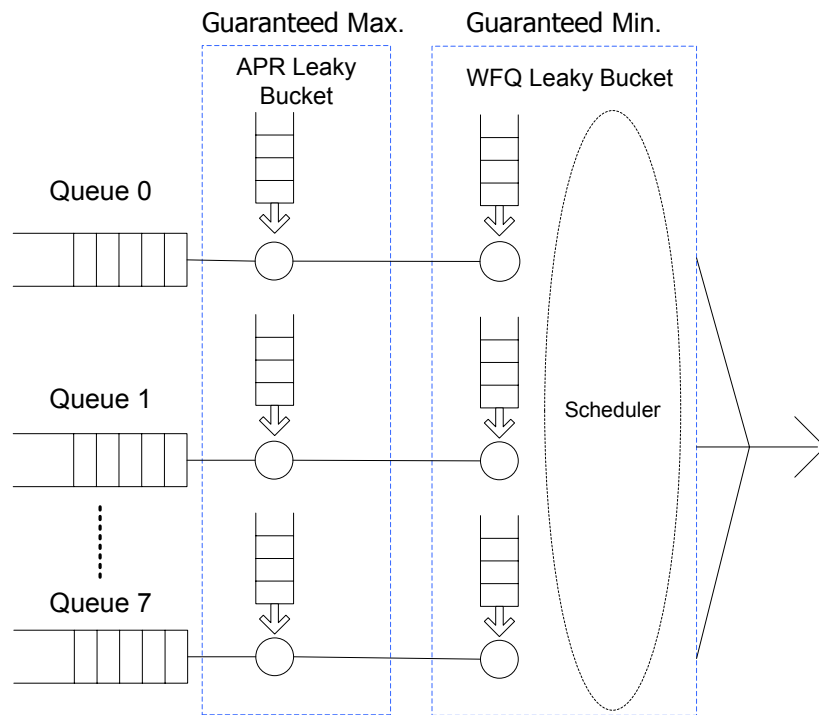 Guaranteed Max.
Guaranteed Min.
APR Leaky
Bucket
WFQ Leaky Bucket
Queue 0
Queue 1
Scheduler
Queue 7